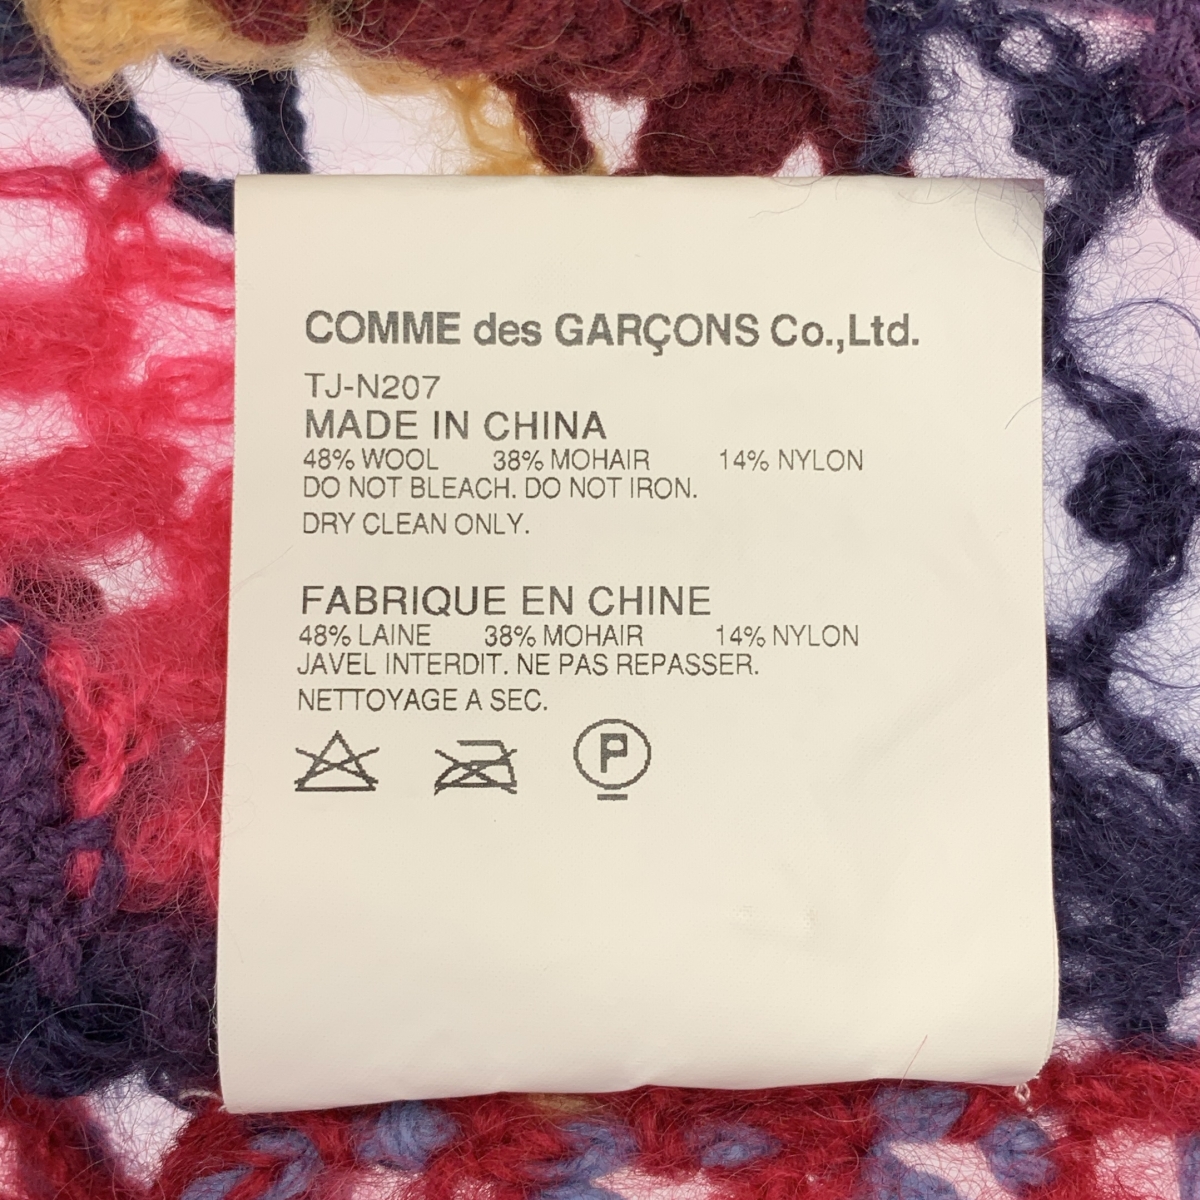 COMME des GARÇONS Co.,Ltd.
TJ-N207
MADE IN CHINA
48% WOOL 38% MOHAIR 14% NYLON
DO NOT BLEACH. DO NOT IRON.
DRY CLEAN ONLY.
FABRIQUE EN CHINE
48% LAINE 38% MOHAIR 14% NYLON
JAVEL INTERDIT. NE PAS REPASSER.
NETTOYAGE A SEC.
P